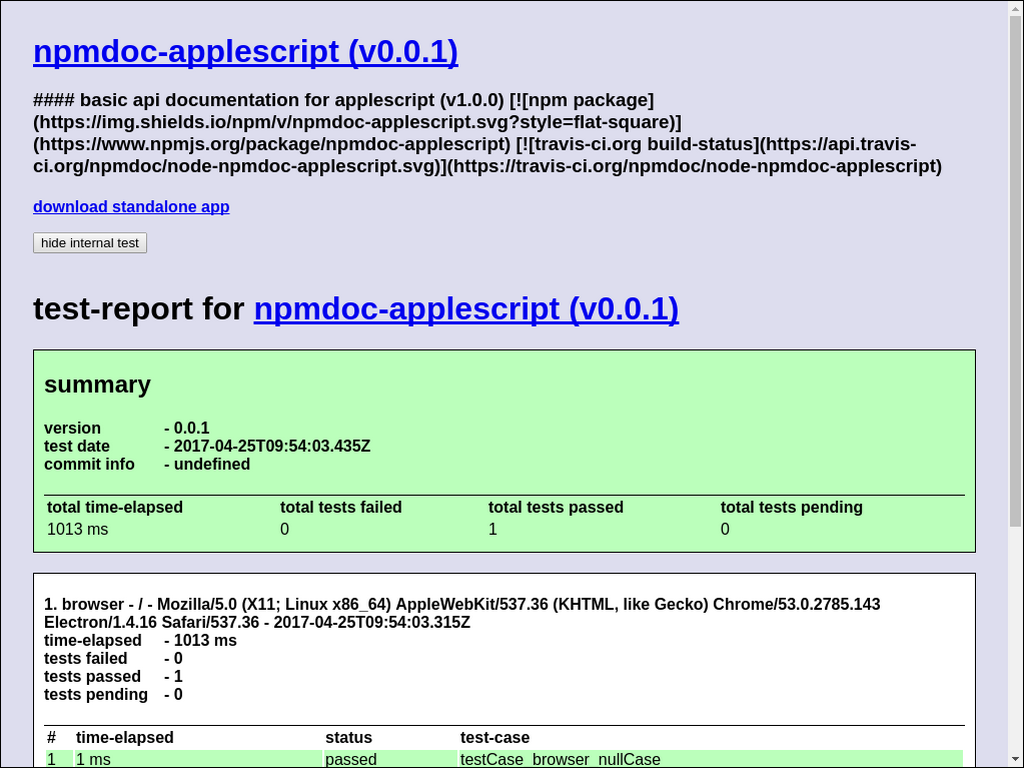 npmdoc-applescript (v0.0.1)
#### basic api documentation for applescript (v1.0.0) [![npm package]
(https://img.shields.io/npm/v/npmdoc-applescript.svg?style=flat-square)]
(https://www.npmjs.org/package/npmdoc-applescript) [![travis-ci.org build-status](https://api.travis-
ci.org/npmdoc/node-npmdoc-applescript.svg)](https://travis-ci.org/npmdoc/node-npmdoc-applescript)
download standalone app
hide internal test
test-report for npmdoc-applescript (v0.0.1)
summary
version - 0.0.1
test date - 2017-04-25T09:54:03.435Z
commit info - undefined
total time-elapsed total tests failed total tests passed total tests pending
1013 ms 0 1 0
1. browser - / - Mozilla/5.0 (X11; Linux x86_64) AppleWebKit/537.36 (KHTML, like Gecko) Chrome/53.0.2785.143
Electron/1.4.16 Safari/537.36 - 2017-04-25T09:54:03.315Z
time-elapsed - 1013 ms
tests failed - 0
tests passed - 1
tests pending - 0
# time-elapsed status test-case
1 1 ms passed testCase_browser_nullCase